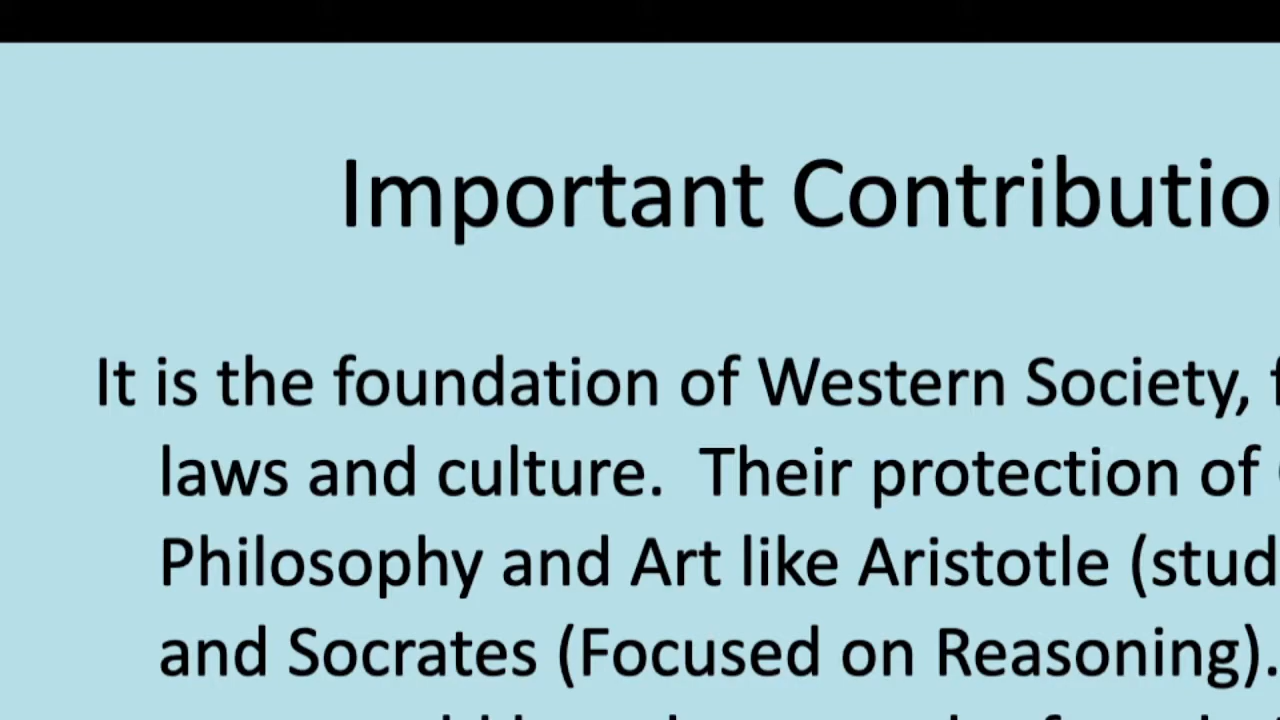 Important Contributio
It is the foundation of Western Society,
laws and culture.  Their protection of
Philosophy and Art like Aristotle (stud
and Socrates (Focused on Reasoning).